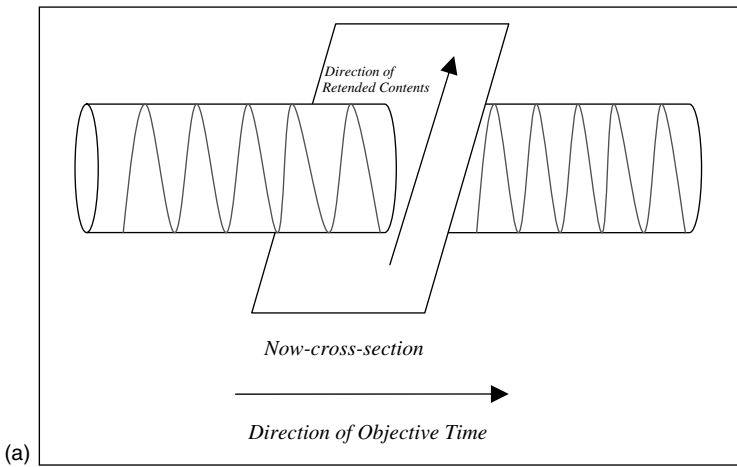 Direction of
Retended Contents
Now-cross-section
Direction of Objective Time
(a)